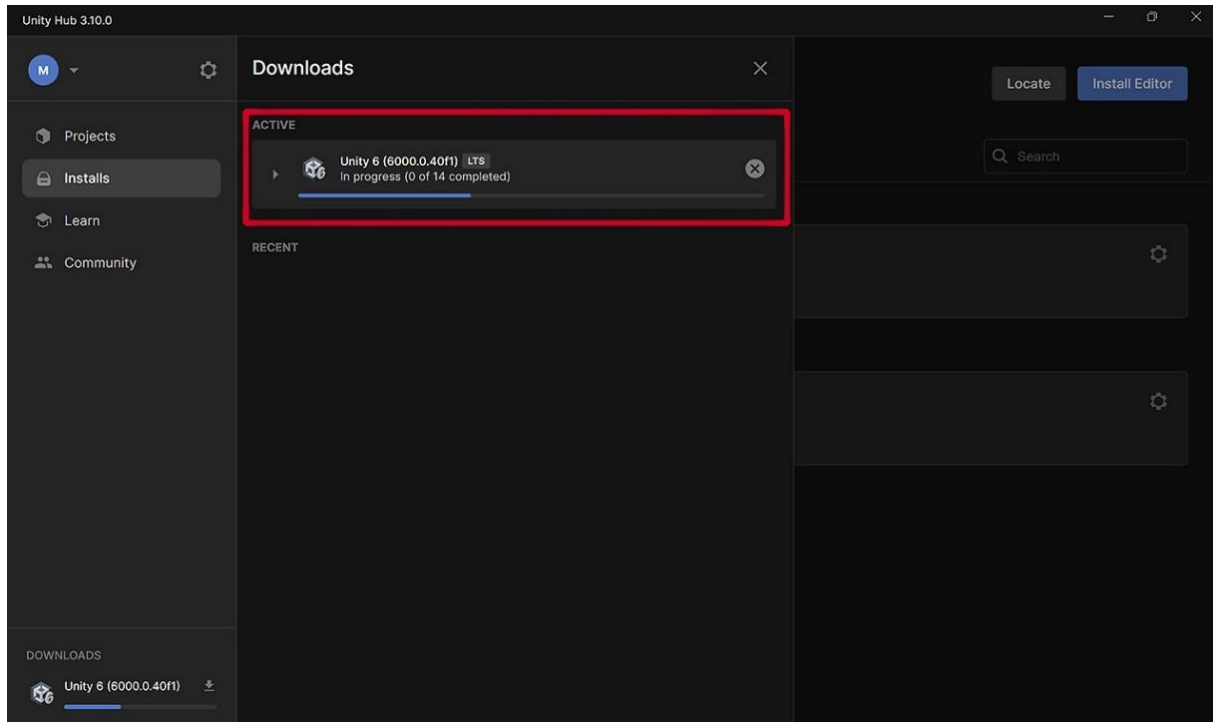 Unity Hub 3.10.0
M
Projects
Installs
Learn
Community
DOWNLOADS
Unity 6 (6000.0.40f1)
Downloads
ACTIVE
Unity 6 (6000.0.40f1) LTS
In progress (0 of 14 completed)
RECENT
Locate
Install Editor
Search